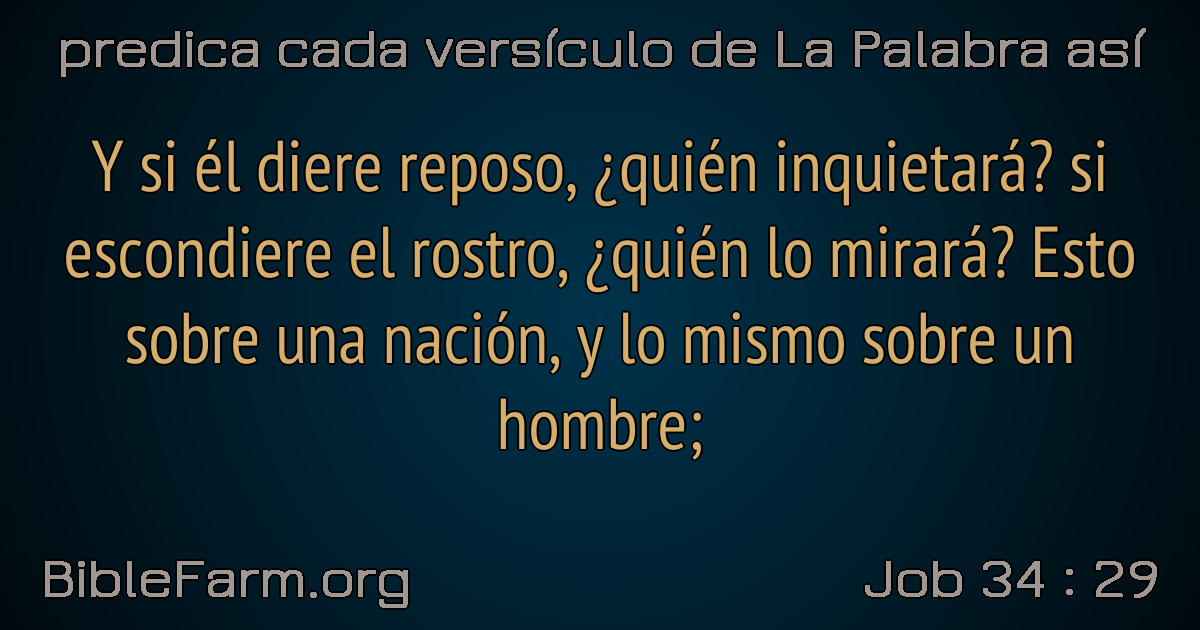 predica cada versículo de La Palabra así
Y si él diere reposo, ¿quién inquietará? si
escondiere el rostro, ¿quién lo mirará? Esto
sobre una nación, y lo mismo sobre un
hombre;
BibleFarm.org
Job 34 : 29